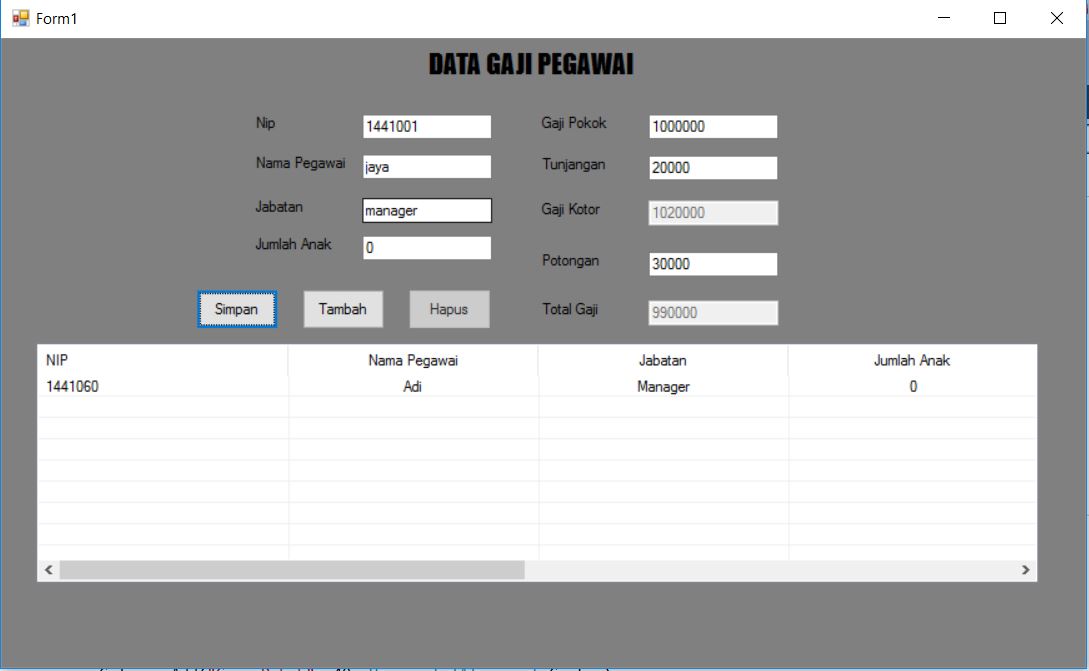 Form1
DATA GAJI PEGAWAI
Nip 1441001 Gaji Pokok 1000000
Nama Pegawai jaya Tunjangan 20000
Jabatan manager Gaji Kotor 1020000
Jumlah Anak 0
Potongan 30000
Simpan Tambah Hapus Total Gaji 990000
NIP Nama Pegawai Jabatan Jumlah Anak
1441060 Adi Manager 0